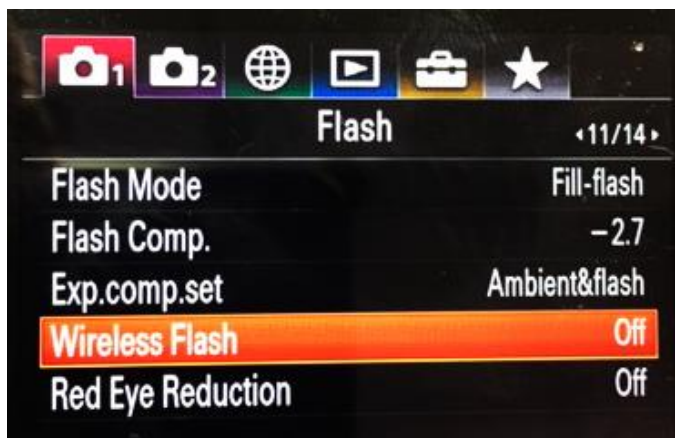 1 2
Flash 11/14
Flash Mode Fill-flash
Flash Comp. −2.7
Exp.comp.set Ambient&flash
Wireless Flash Off
Red Eye Reduction Off